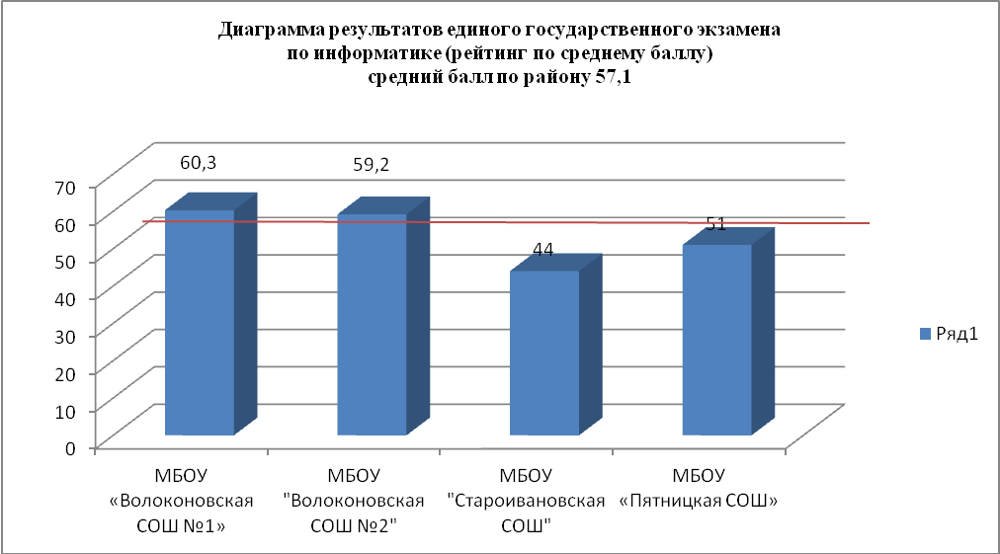 Диаграмма результатов единого государственного экзамена
по информатике (рейтинг по среднему баллу)
средний балл по району 57,1
60,3
59,2
44
51
70
60
50
40
30
20
10
0
Ряд1
МБОУ
«Волоконовская
СОШ №1»
МБОУ
"Волоконовская
СОШ №2"
МБОУ
"Староивановская
СОШ"
МБОУ
«Пятницкая СОШ»